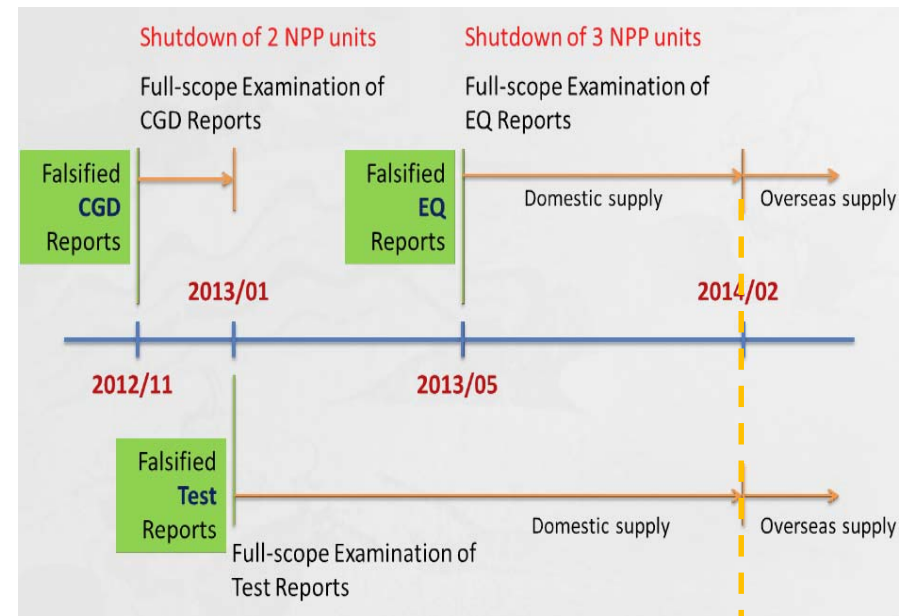 Shutdown of 2 NPP units
Full-scope Examination of
CGD Reports
Falsified
CGD
Reports
Shutdown of 3 NPP units
Full-scope Examination of
EQ Reports
Falsified
EQ
Reports
Domestic supply
Overseas supply
2013/01
2014/02
2012/11
2013/05
Falsified
Test
Reports
Full-scope Examination of
Test Reports
Domestic supply
Overseas supply